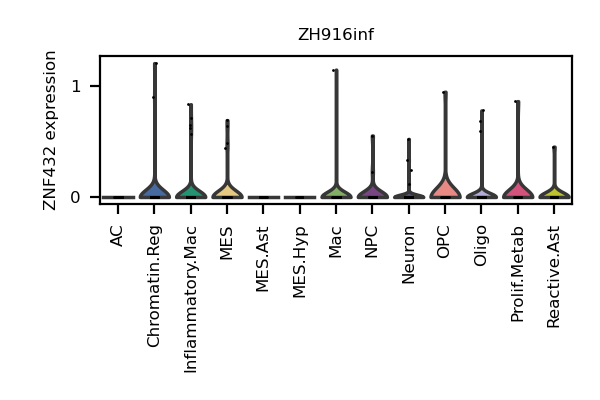 ZH916inf
ZNF432 expression
1
0
AC
Chromatin.Reg
Inflammatory.Mac
MES
MES.Ast
MES.Hyp
Mac
NPC
Neuron
OPC
Oligo
Prolif.Metab
Reactive.Ast